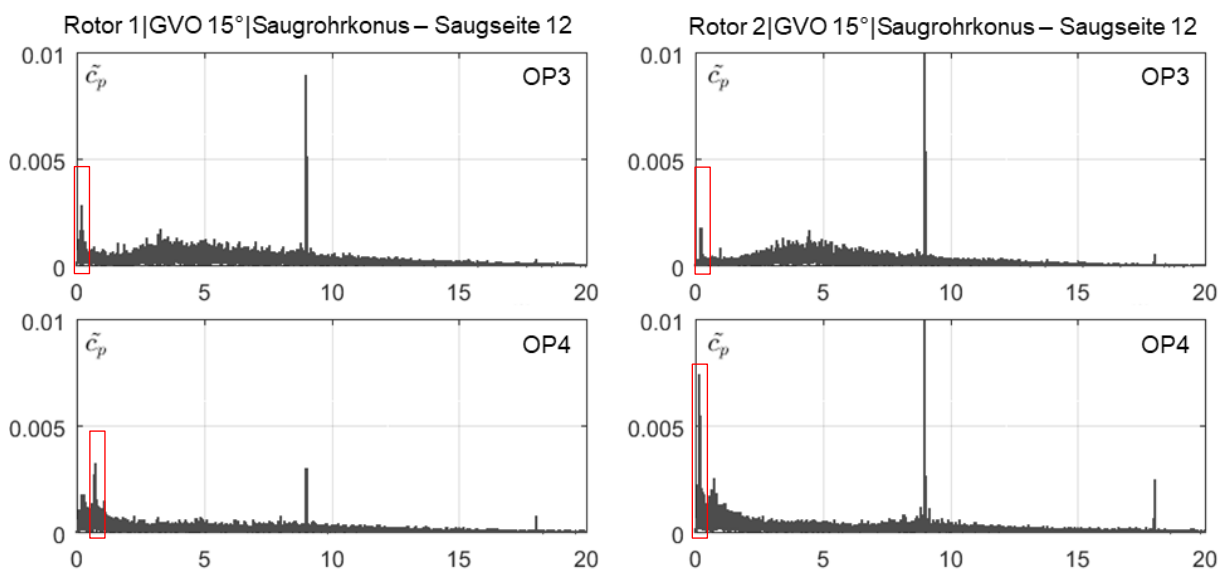 Rotor 1|GVO 15°|Saugrohrkonus – Saugseite 12
0.01
c̃ₚ
OP3
0.005
0
0 5 10 15 20
0.01
c̃ₚ
OP4
0.005
0
0 5 10 15 20
Rotor 2|GVO 15°|Saugrohrkonus – Saugseite 12
0.01
c̃ₚ
OP3
0.005
0
0 5 10 15 20
0.01
c̃ₚ
OP4
0.005
0
0 5 10 15 20